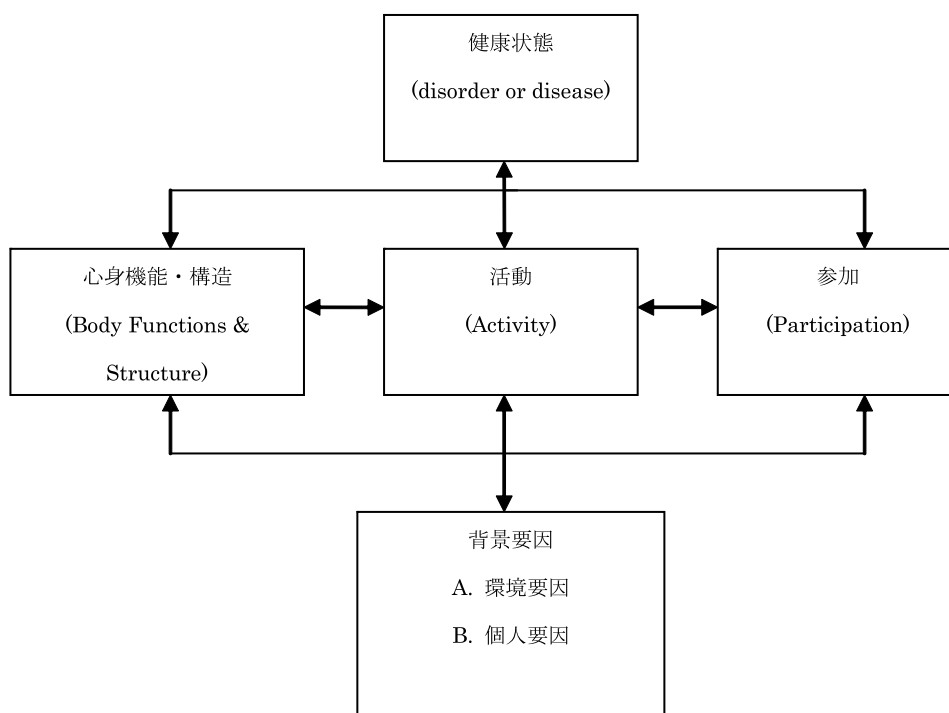 健康状態
(disorder or disease)
心身機能・構造
(Body Functions &
Structure)
活動
(Activity)
参加
(Participation)
背景要因
A. 環境要因
B. 個人要因